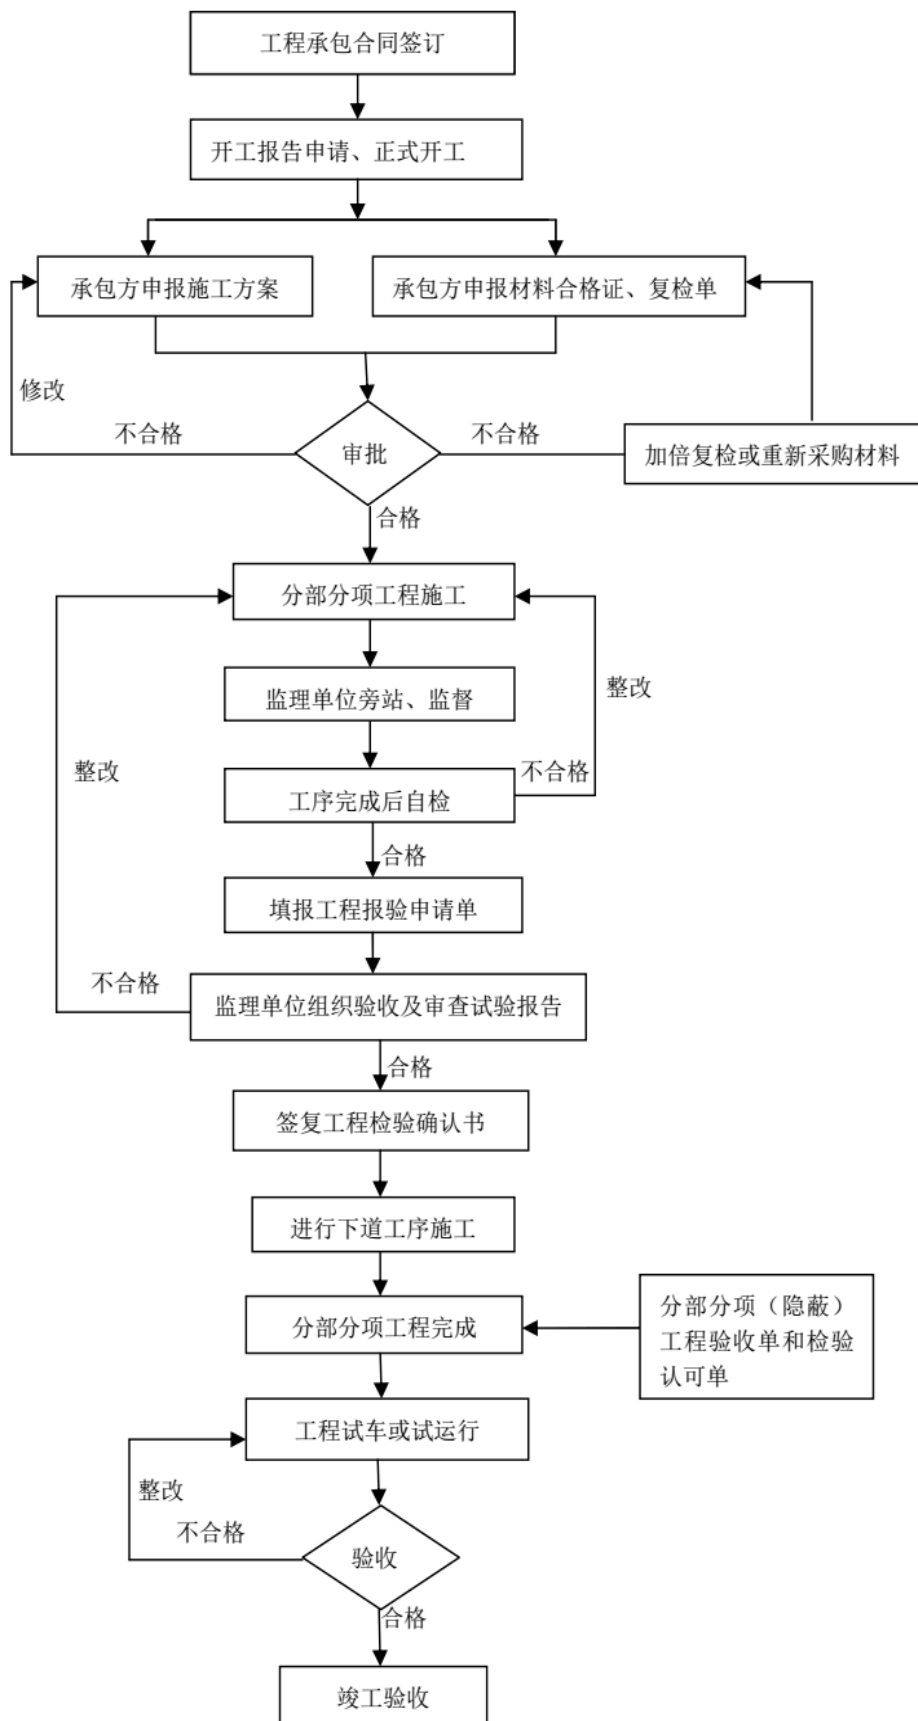 工程承包合同签订
开工报告申请、正式开工
承包方申报施工方案
承包方申报材料合格证、复检单
修改
不合格
不合格
审批
加倍复检或重新采购材料
合格
分部分项工程施工
监理单位旁站、监督
整改
整改
不合格
工序完成后自检
合格
填报工程报验申请单
不合格
监理单位组织验收及审查试验报告
合格
签复工程检验确认书
进行下道工序施工
分部分项工程完成
分部分项（隐蔽）
工程验收单和检验
认可单
工程试车或试运行
整改
不合格
验收
合格
竣工验收